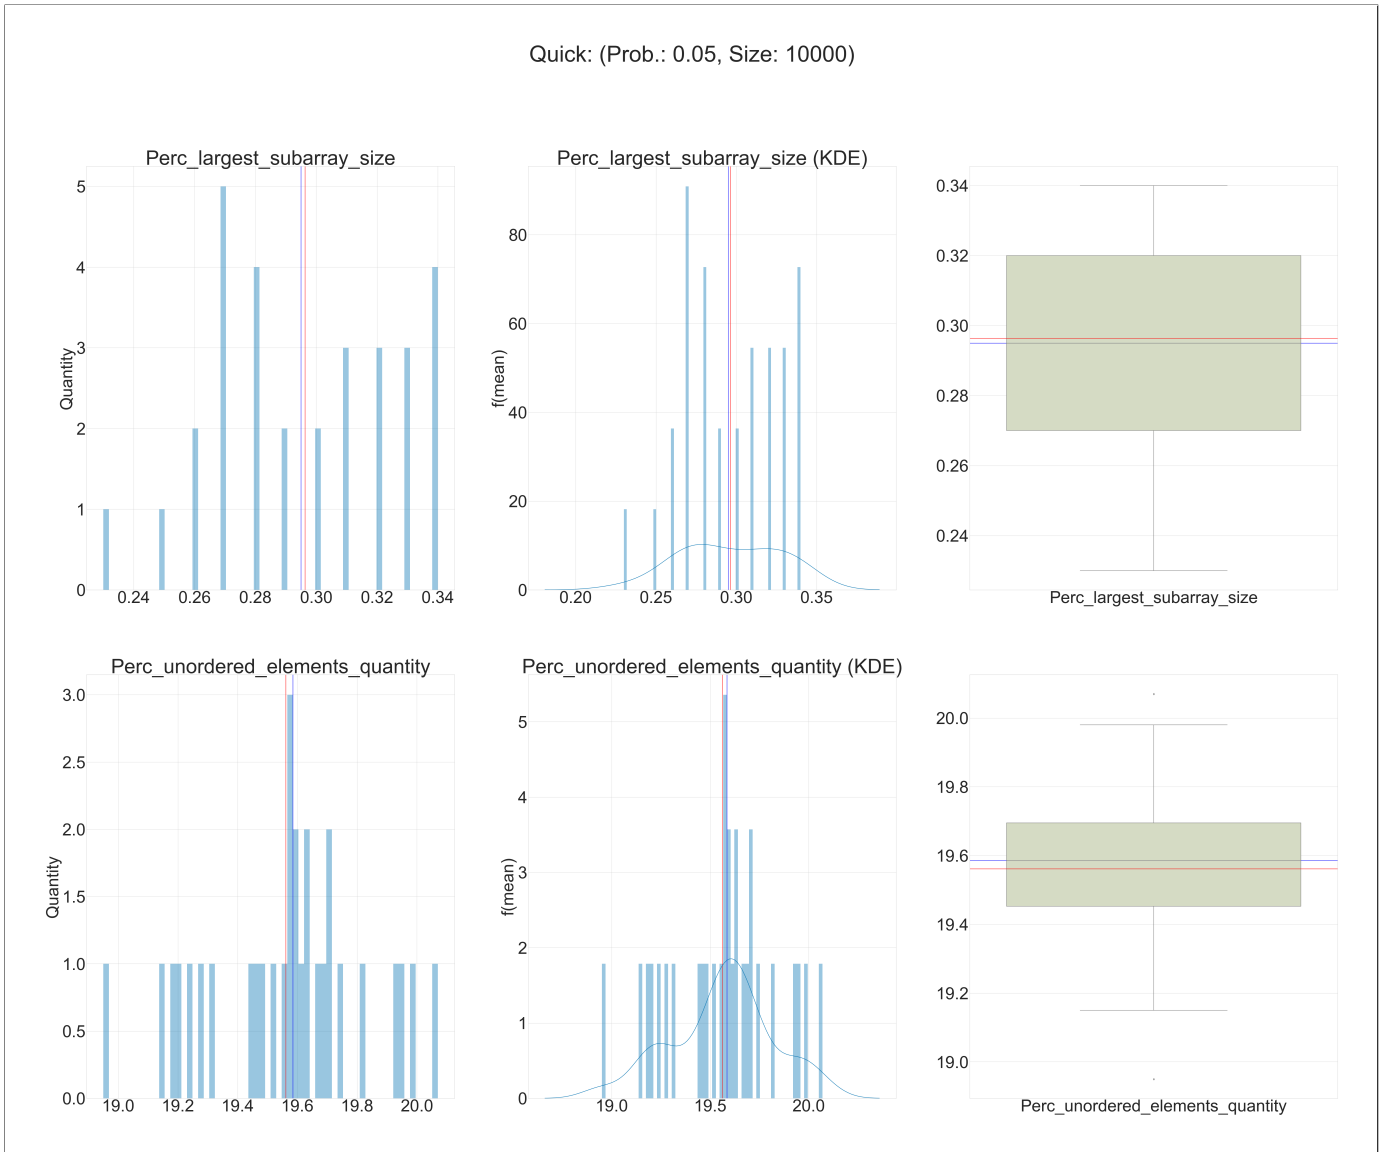 Quick: (Prob.: 0.05, Size: 10000)
Perc_largest_subarray_size
Quantity
5
4
3
2
1
0
0.24 0.26 0.28 0.30 0.32 0.34
Perc_largest_subarray_size (KDE)
f(mean)
80
60
40
20
0
0.20 0.25 0.30 0.35
0.34
0.32
0.30
0.28
0.26
0.24
Perc_largest_subarray_size
Perc_unordered_elements_quantity
Quantity
3.0
2.5
2.0
1.5
1.0
0.5
0.0
19.0 19.2 19.4 19.6 19.8 20.0
Perc_unordered_elements_quantity (KDE)
f(mean)
5
4
3
2
1
0
19.0 19.5 20.0
20.0
19.8
19.6
19.4
19.2
19.0
Perc_unordered_elements_quantity